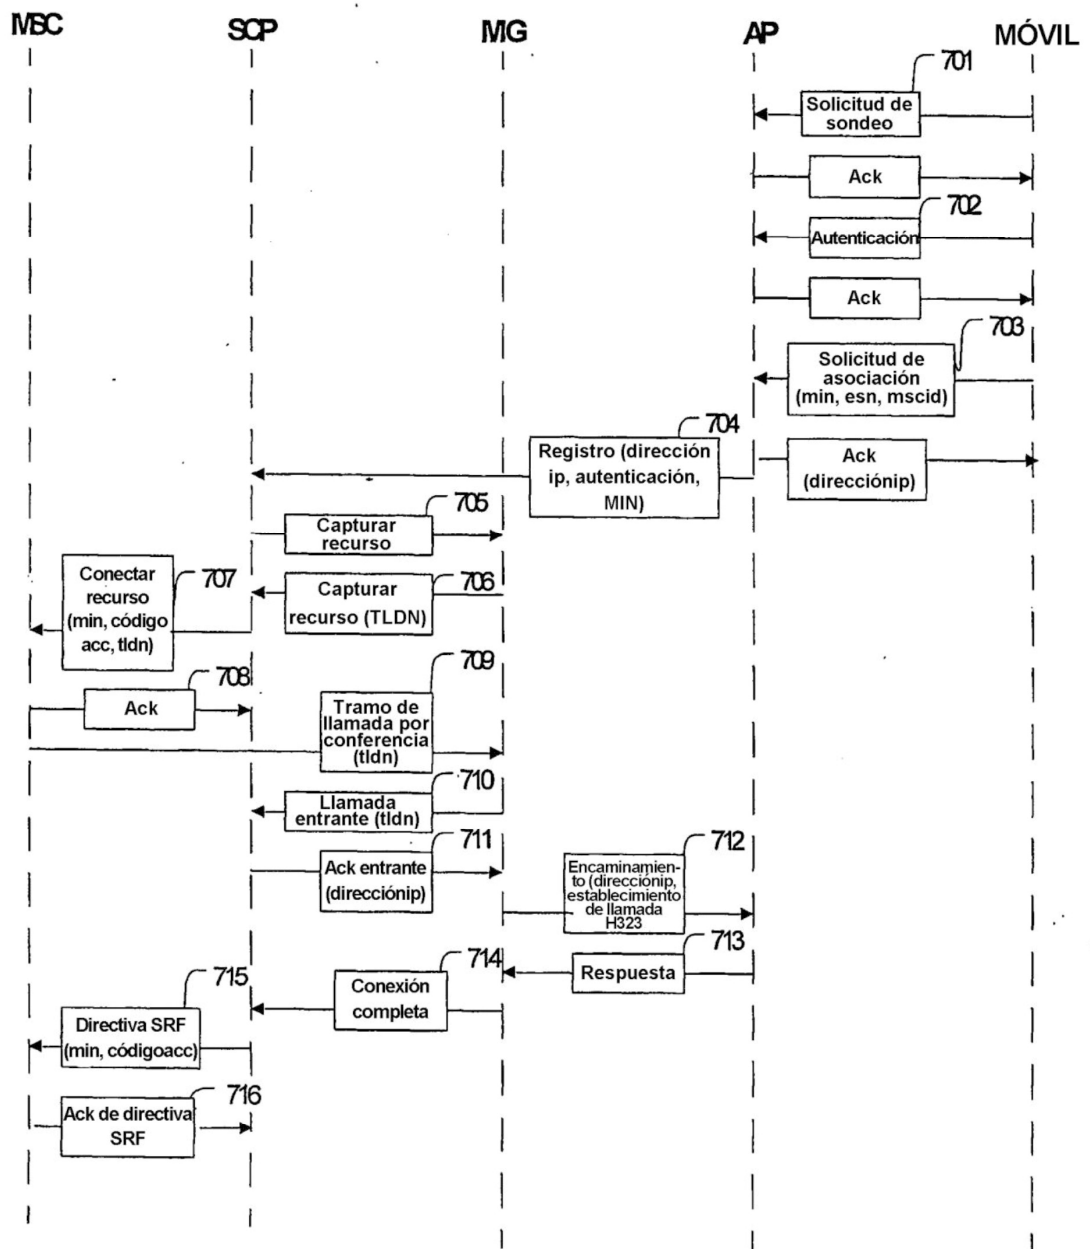 MSC
SCP
MG
AP
MÓVIL
701
Solicitud de
sondeo
Ack
702
Autenticación
Ack
703
Solicitud de
asociación
(min, esn, mscid)
704
Registro (dirección
ip, autenticación,
MIN)
Ack
(direcciónip)
705
Capturar
recurso
706
Capturar
recurso (TLDN)
707
Conectar
recurso
(min, código
acc, tldn)
708
Ack
709
Tramo de
llamada por
conferencia
(tldn)
710
Llamada
entrante (tldn)
711
Ack entrante
(direcciónip)
712
Encaminamien-
to (direcciónip,
establecimiento
de llamada
H323
713
Respuesta
714
Conexión
completa
715
Directiva SRF
(min, códigoacc)
716
Ack de directiva
SRF